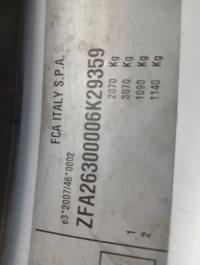 FCA ITALY S.P.A.
e3*2007/46*0002
ZFA26300006K29359
2070 Kg
3070 Kg
1 1090 Kg
2 1140 Kg